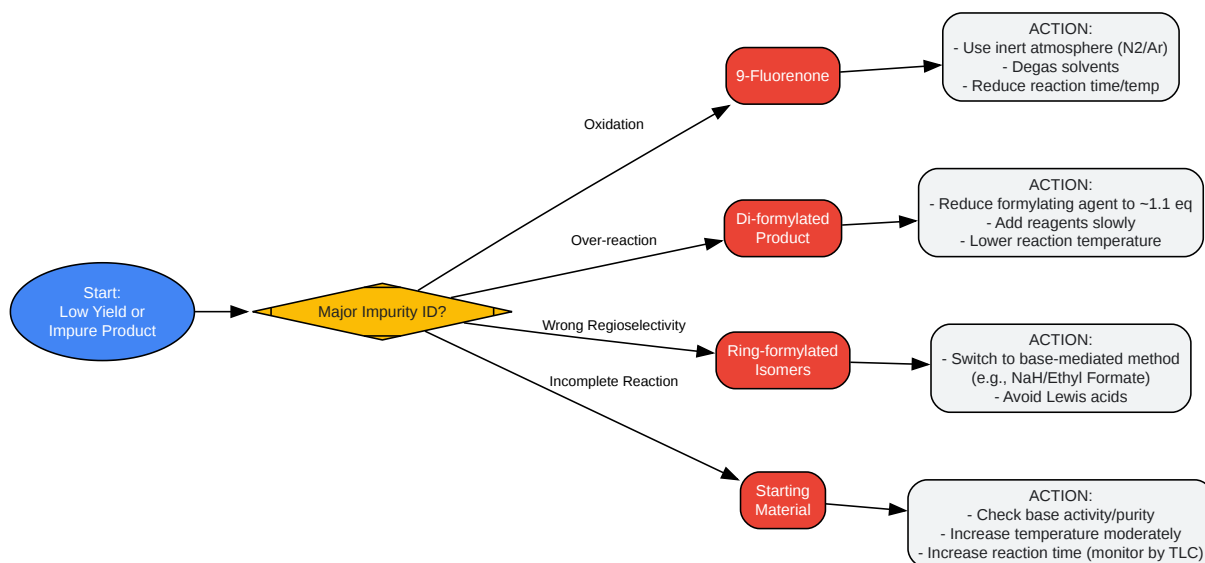 Start:
Low Yield or
Impure Product
Major Impurity ID?
Oxidation
9-Fluorenone
ACTION:
- Use inert atmosphere (N2/Ar)
- Degas solvents
- Reduce reaction time/temp
Over-reaction
Di-formylated
Product
ACTION:
- Reduce formylating agent to ~1.1 eq
- Add reagents slowly
- Lower reaction temperature
Wrong Regioselectivity
Ring-formylated
Isomers
ACTION:
- Switch to base-mediated method
(e.g., NaH/Ethyl Formate)
- Avoid Lewis acids
Incomplete Reaction
Starting
Material
ACTION:
- Check base activity/purity
- Increase temperature moderately
- Increase reaction time (monitor by TLC)